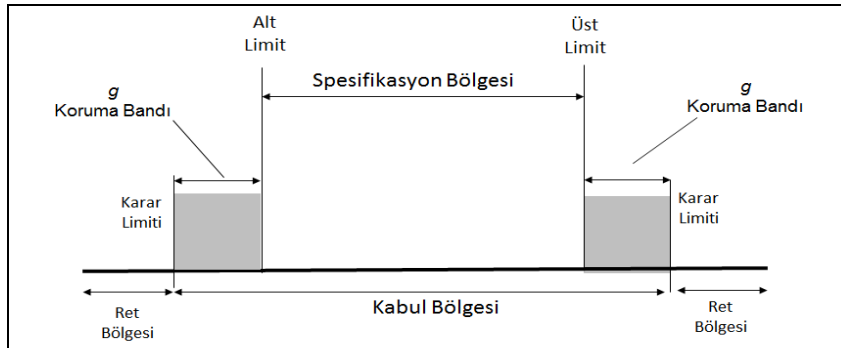 Alt
Limit
Üst
Limit
Spesifikasyon Bölgesi
g
Koruma Bandı
g
Koruma Bandı
Karar
Limiti
Karar
Limiti
Ret
Bölgesi
Kabul Bölgesi
Ret
Bölgesi